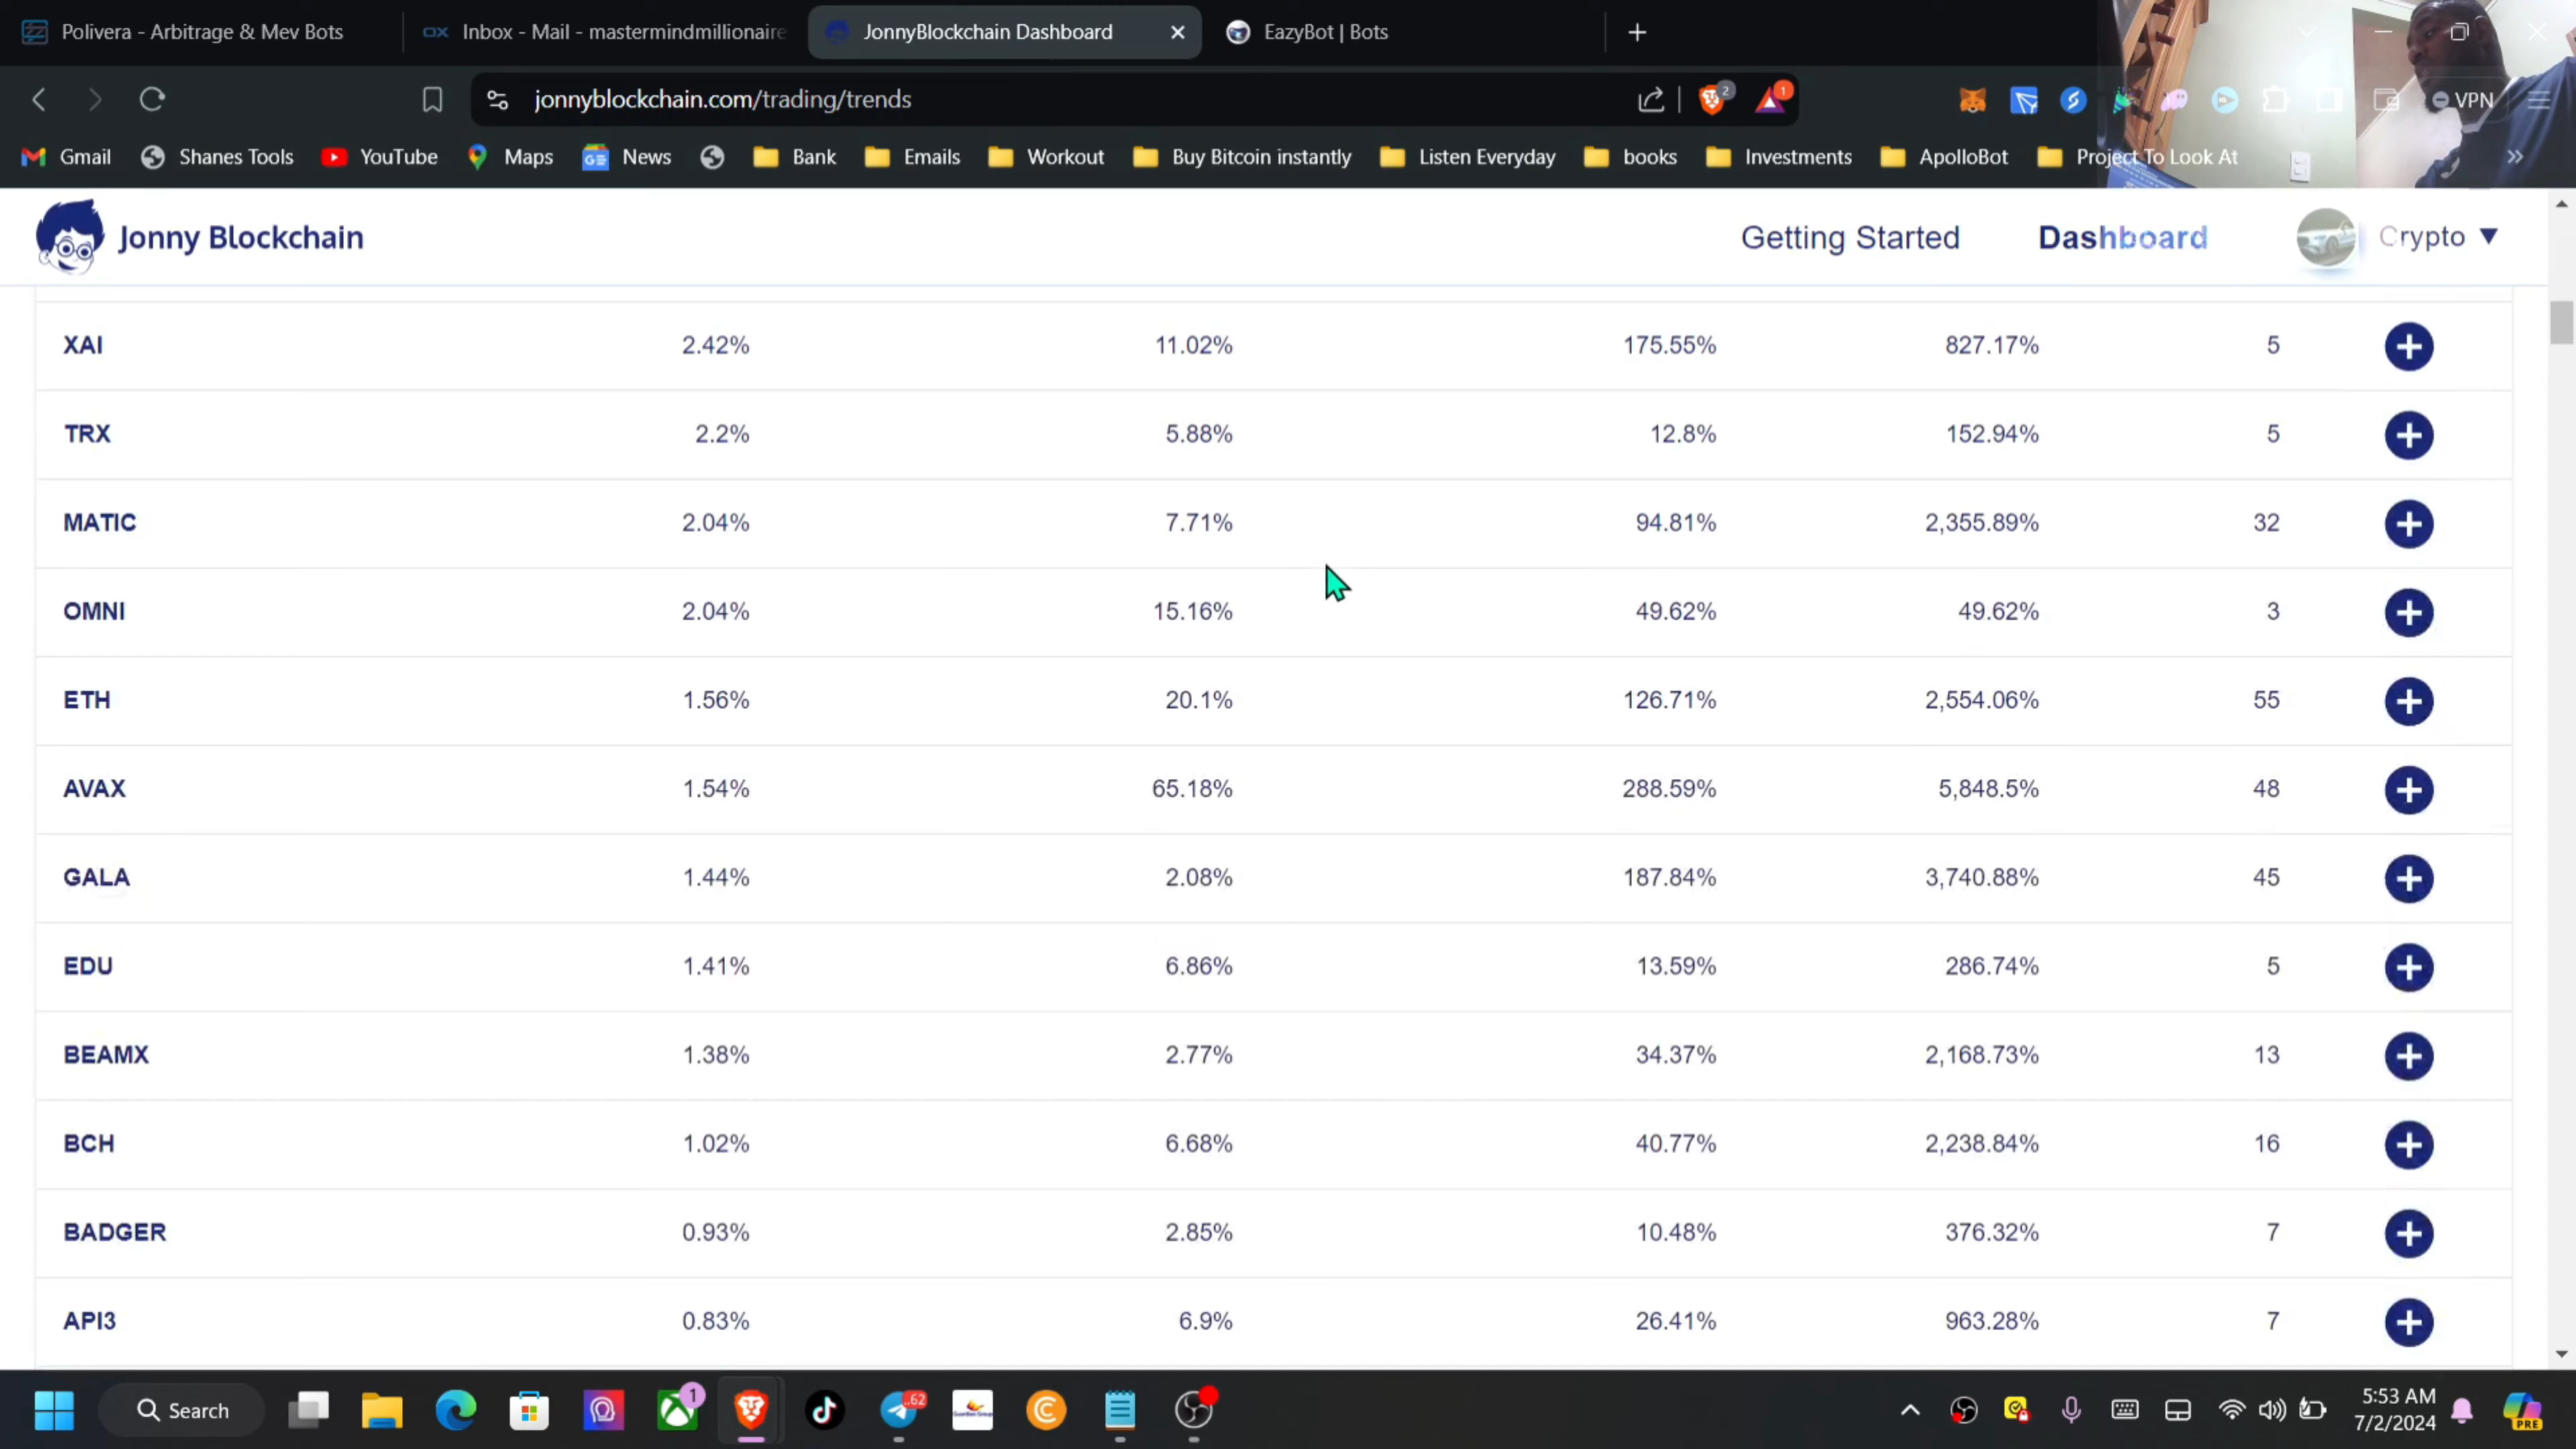 Polivera - Arbitrage & Mev Bots
Inbox - Mail - mastermindmillionaire
JonnyBlockchain Dashboard
EazyBot | Bots
jonnyblockchain.com/trading/trends
2
1
VPN
Gmail
Shanes Tools
YouTube
Maps
News
Bank
Emails
Workout
Buy Bitcoin instantly
Listen Everyday
books
Investments
ApolloBot
Project To Look At
Jonny Blockchain
Getting Started
Dashboard
Crypto
XAI 2.42% 11.02% 175.55% 827.17% 5
TRX 2.2% 5.88% 12.8% 152.94% 5
MATIC 2.04% 7.71% 94.81% 2,355.89% 32
OMNI 2.04% 15.16% 49.62% 49.62% 3
ETH 1.56% 20.1% 126.71% 2,554.06% 55
AVAX 1.54% 65.18% 288.59% 5,848.5% 48
GALA 1.44% 2.08% 187.84% 3,740.88% 45
EDU 1.41% 6.86% 13.59% 286.74% 5
BEAMX 1.38% 2.77% 34.37% 2,168.73% 13
BCH 1.02% 6.68% 40.77% 2,238.84% 16
BADGER 0.93% 2.85% 10.48% 376.32% 7
API3 0.83% 6.9% 26.41% 963.28% 7
Search
1
62
5:53 AM
7/2/2024
PRE